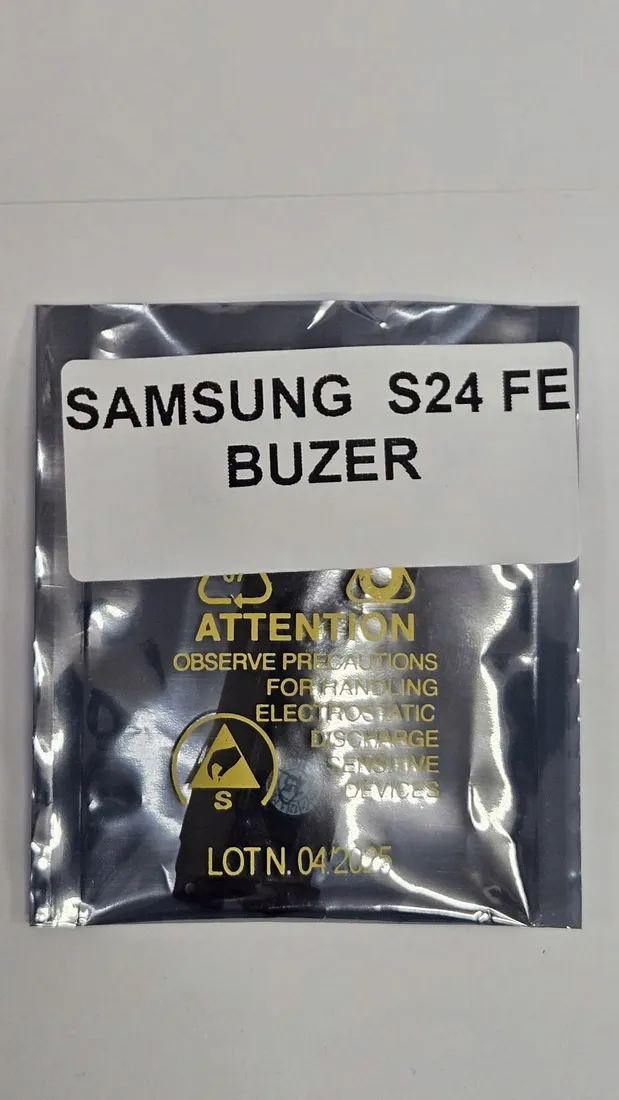 SAMSUNG S24 FE
BUZER
ATTENTION
OBSERVE PRECAUTIONS
FOR HANDLING
ELECTROSTATIC
DISCHARGE
SENSITIVE
DEVICES
S
LOT N. 04/2025